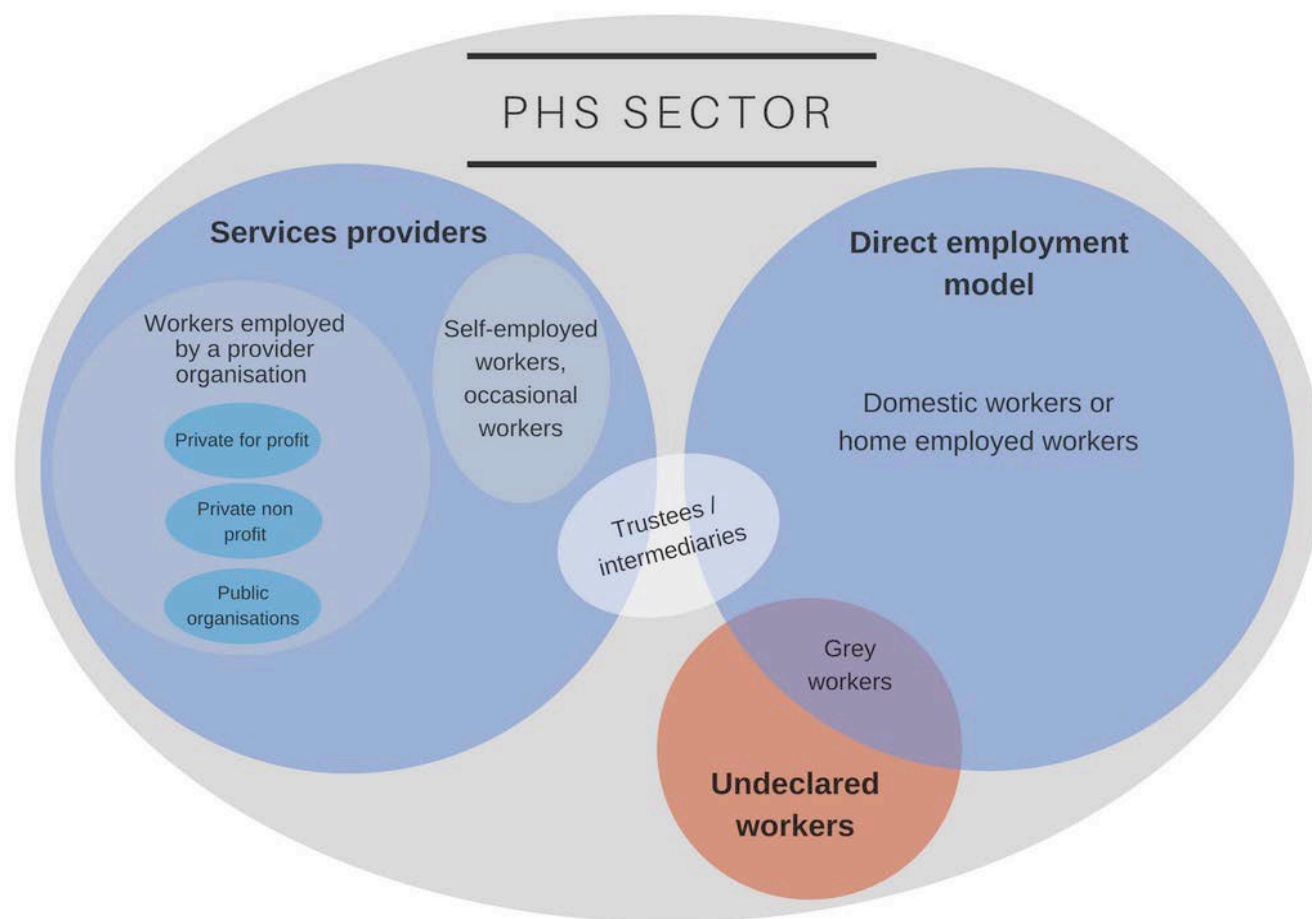 PHS SECTOR
Services providers
Workers employed
by a provider
organisation
Private for profit
Private non
profit
Public
organisations
Self-employed
workers,
occasional
workers
Trustees /
intermediaries
Direct employment
model
Domestic workers or
home employed workers
Grey
workers
Undeclared
workers